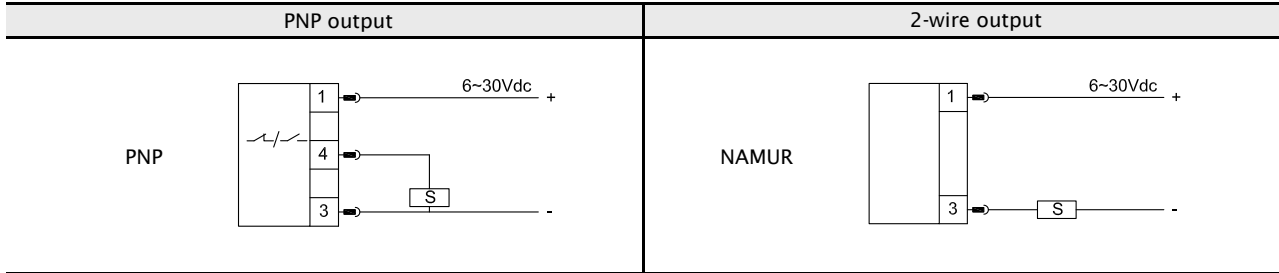 PNP output
2-wire output
PNP
1
6~30Vdc
+
4
S
3
-
NAMUR
1
6~30Vdc
+
3
S
-